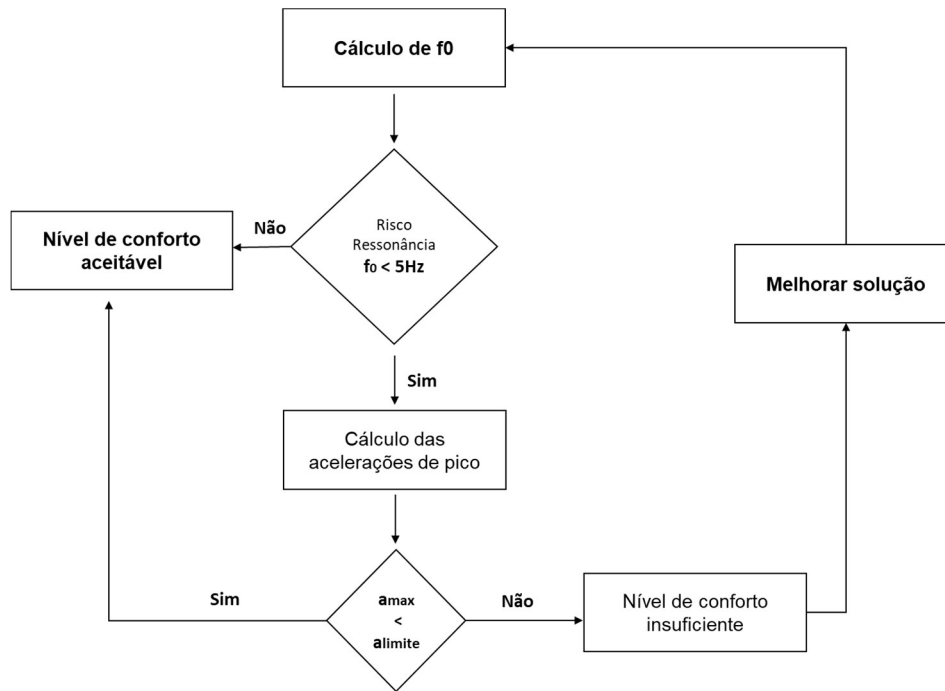 Cálculo de f0
Risco
Ressonância
f0 < 5Hz
Não
Nível de conforto
aceitável
Melhorar solução
Sim
Cálculo das
acelerações de pico
amax
<
alimite
Sim
Não
Nível de conforto
insuficiente